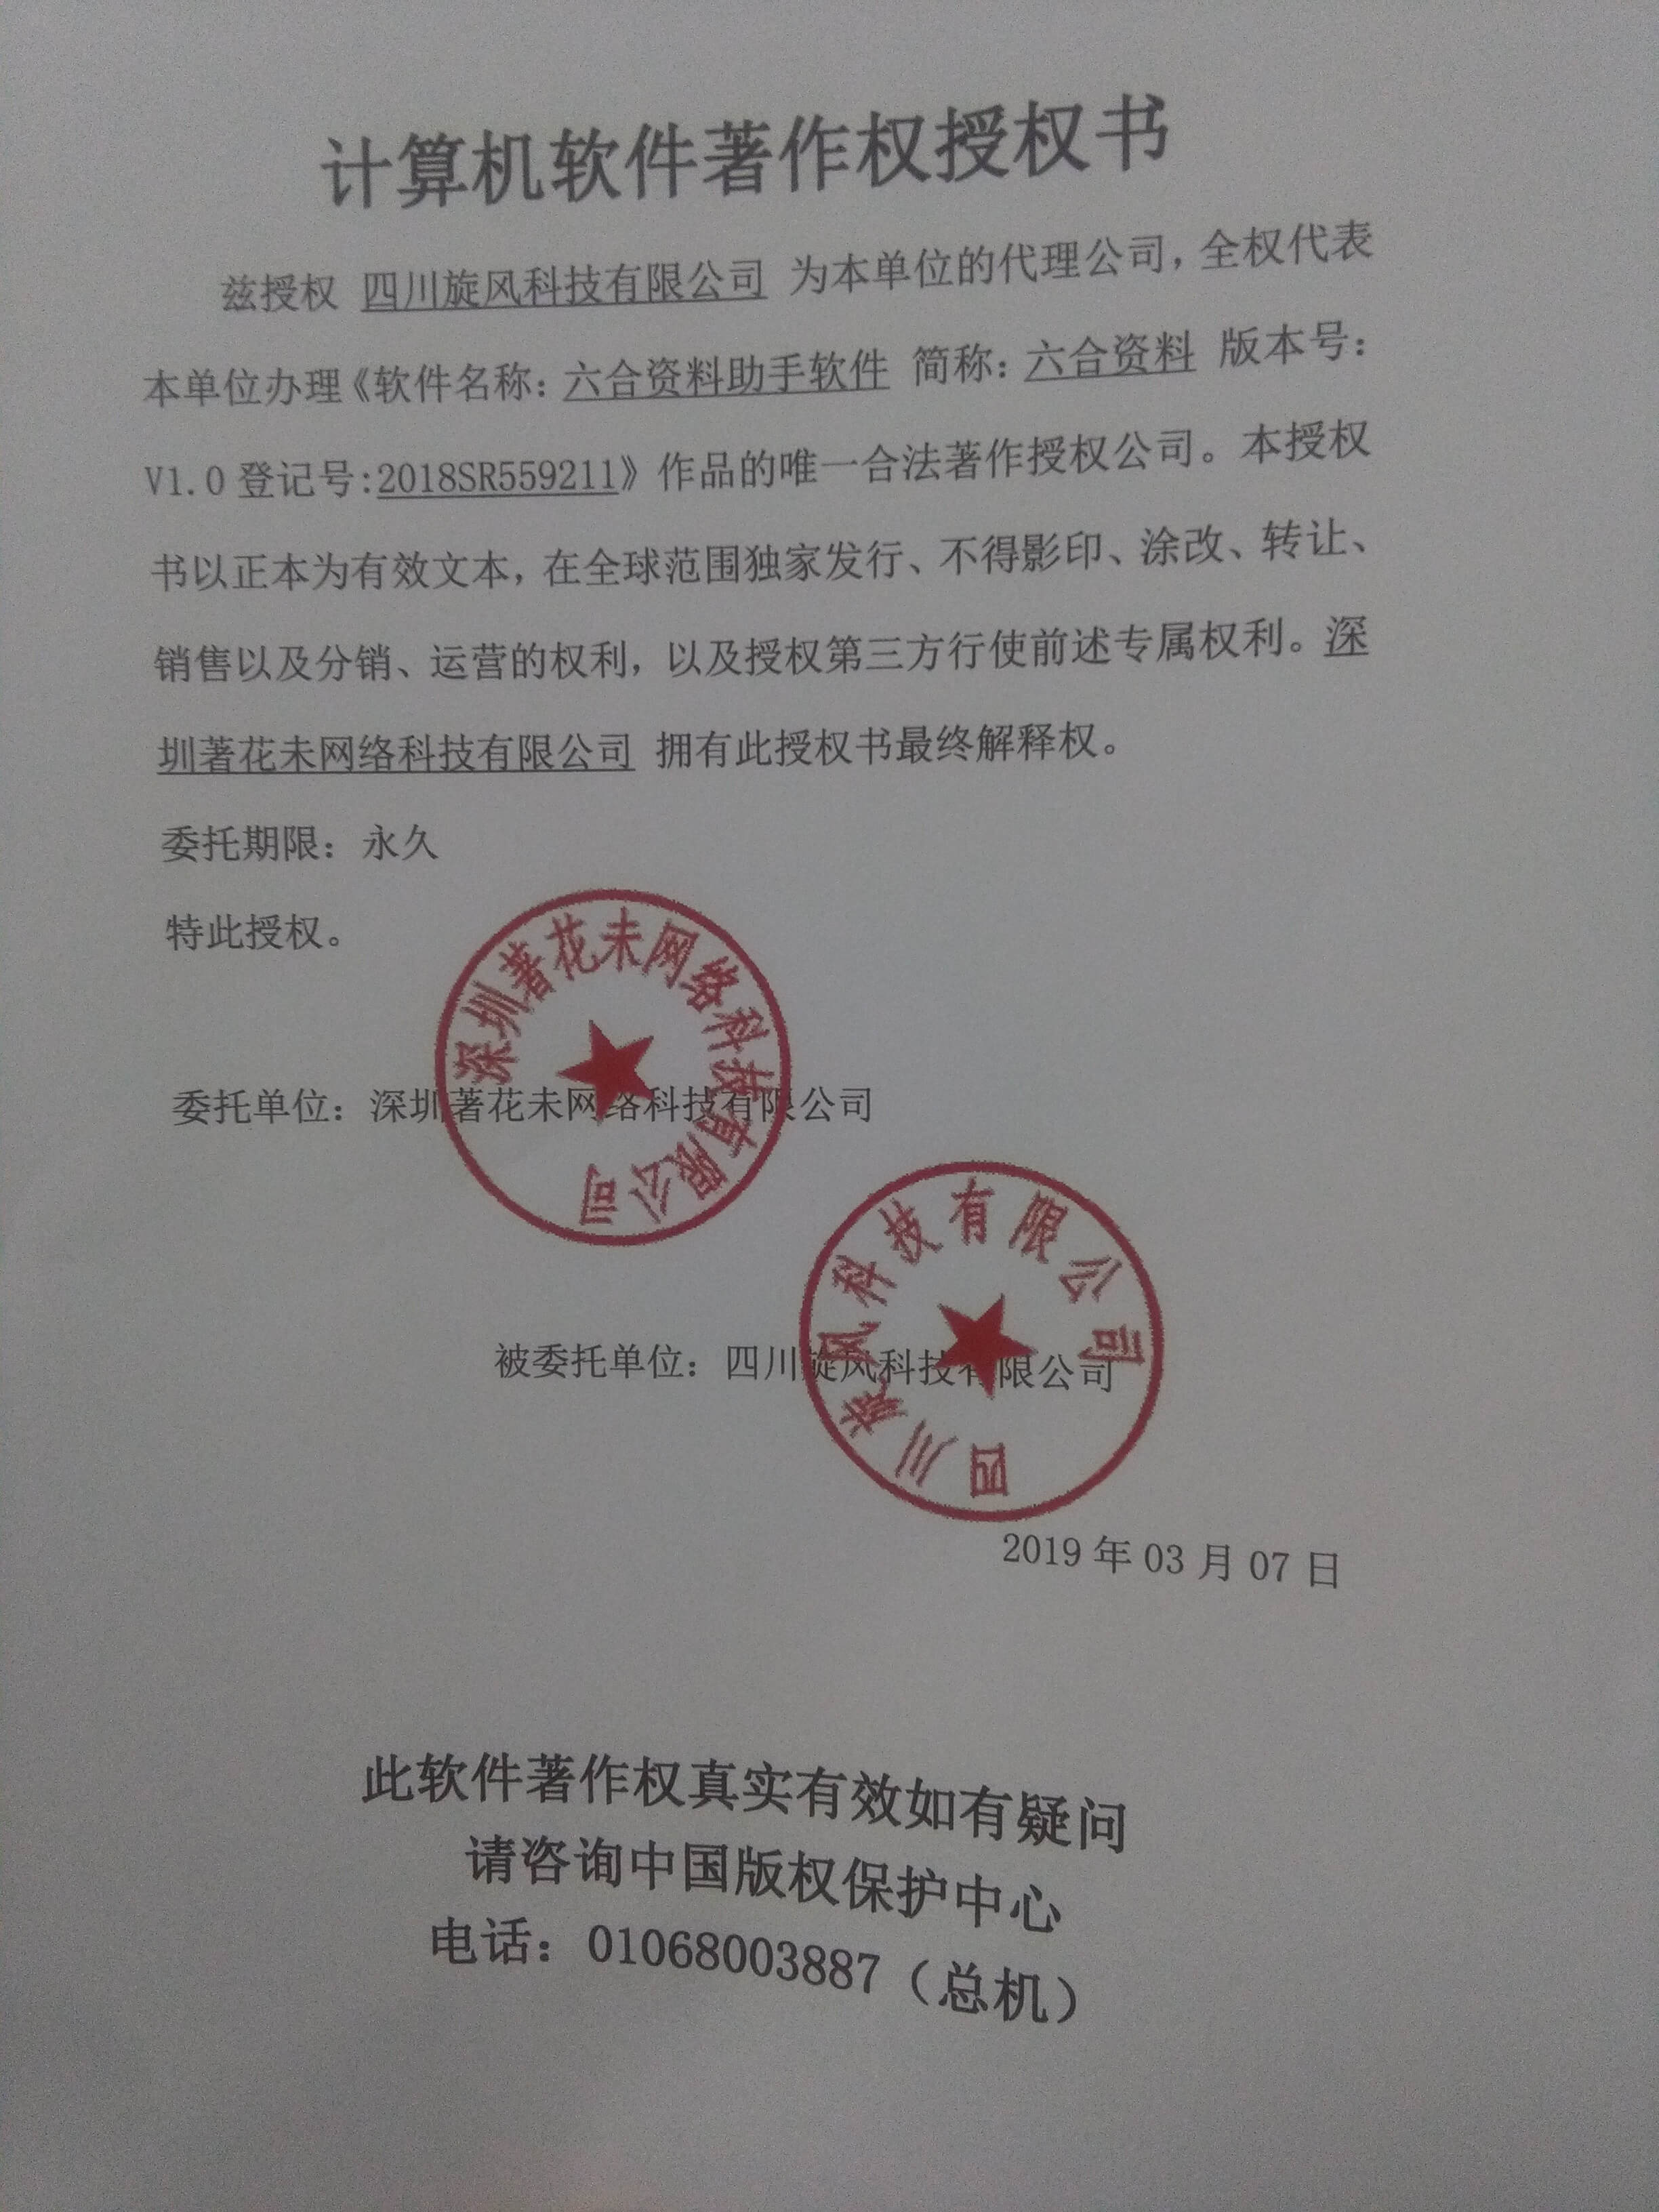 计算机软件著作权授权书
兹授权 四川旋风科技有限公司 为本单位的代理公司，全权代表
本单位办理《软件名称：六合资料助手软件 简称：六合资料 版本号：
V1.0 登记号:2018SR559211》作品的唯一合法著作授权公司。本授权
书以正本为有效文本，在全球范围独家发行、不得影印、涂改、转让、
销售以及分销、运营的权利，以及授权第三方行使前述专属权利。深
圳著花未网络科技有限公司 拥有此授权书最终解释权。
委托期限：永久
特此授权。
深圳著花未网络科技有限公司
委托单位：深圳著花未网络科技有限公司
四川旋风科技有限公司
被委托单位：四川旋风科技有限公司
2019 年 03 月 07 日
此软件著作权真实有效如有疑问
请咨询中国版权保护中心
电话：01068003887（总机）